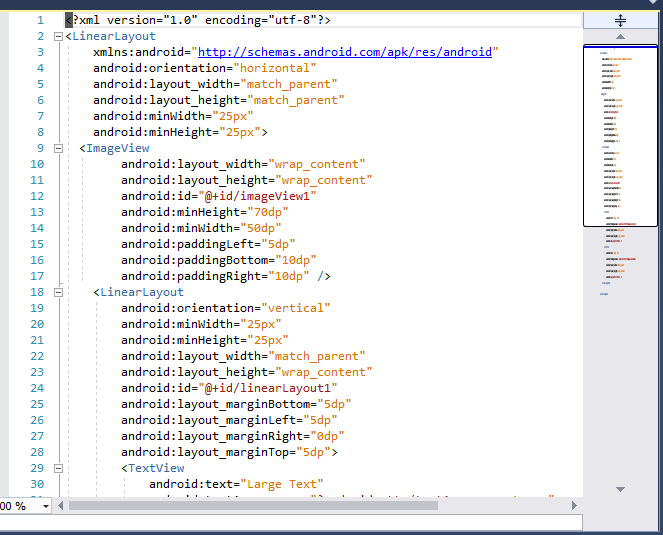 1 <?xml version="1.0" encoding="utf-8"?>
2 <LinearLayout
3 xmlns:android="http://schemas.android.com/apk/res/android"
4 android:orientation="horizontal"
5 android:layout_width="match_parent"
6 android:layout_height="match_parent"
7 android:minWidth="25px"
8 android:minHeight="25px">
9 <ImageView
10 android:layout_width="wrap_content"
11 android:layout_height="wrap_content"
12 android:id="@+id/imageView1"
13 android:minHeight="70dp"
14 android:minWidth="50dp"
15 android:paddingLeft="5dp"
16 android:paddingBottom="10dp"
17 android:paddingRight="10dp" />
18 <LinearLayout
19 android:orientation="vertical"
20 android:minWidth="25px"
21 android:minHeight="25px"
22 android:layout_width="match_parent"
23 android:layout_height="wrap_content"
24 android:id="@+id/linearLayout1"
25 android:layout_marginBottom="5dp"
26 android:layout_marginLeft="5dp"
27 android:layout_marginRight="0dp"
28 android:layout_marginTop="5dp">
29 <TextView
30 android:text="Large Text"
00 %